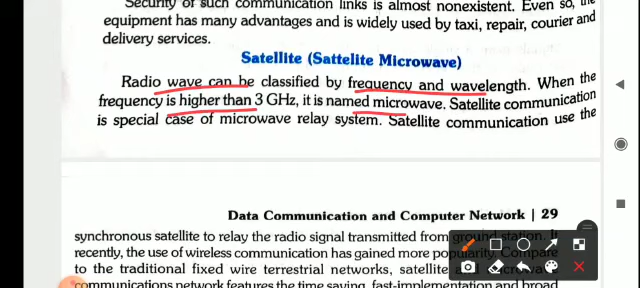 Security of such communication links is almost nonexistent. Even so, the
equipment has many advantages and is widely used by taxi, repair, courier and
delivery services.
Satellite (Sattelite Microwave)
Radio wave can be classified by frequency and wavelength. When the
frequency is higher than 3 GHz, it is named microwave. Satellite communication
is special case of microwave relay system. Satellite communication use the
Data Communication and Computer Network | 29
synchronous satellite to relay the radio signal transmitted from ground station. It
recently, the use of wireless communication has gained more popularity. Compare
to the traditional fixed wire terrestrial networks, satellite
communications network features the time saving, fast-implementation and broad